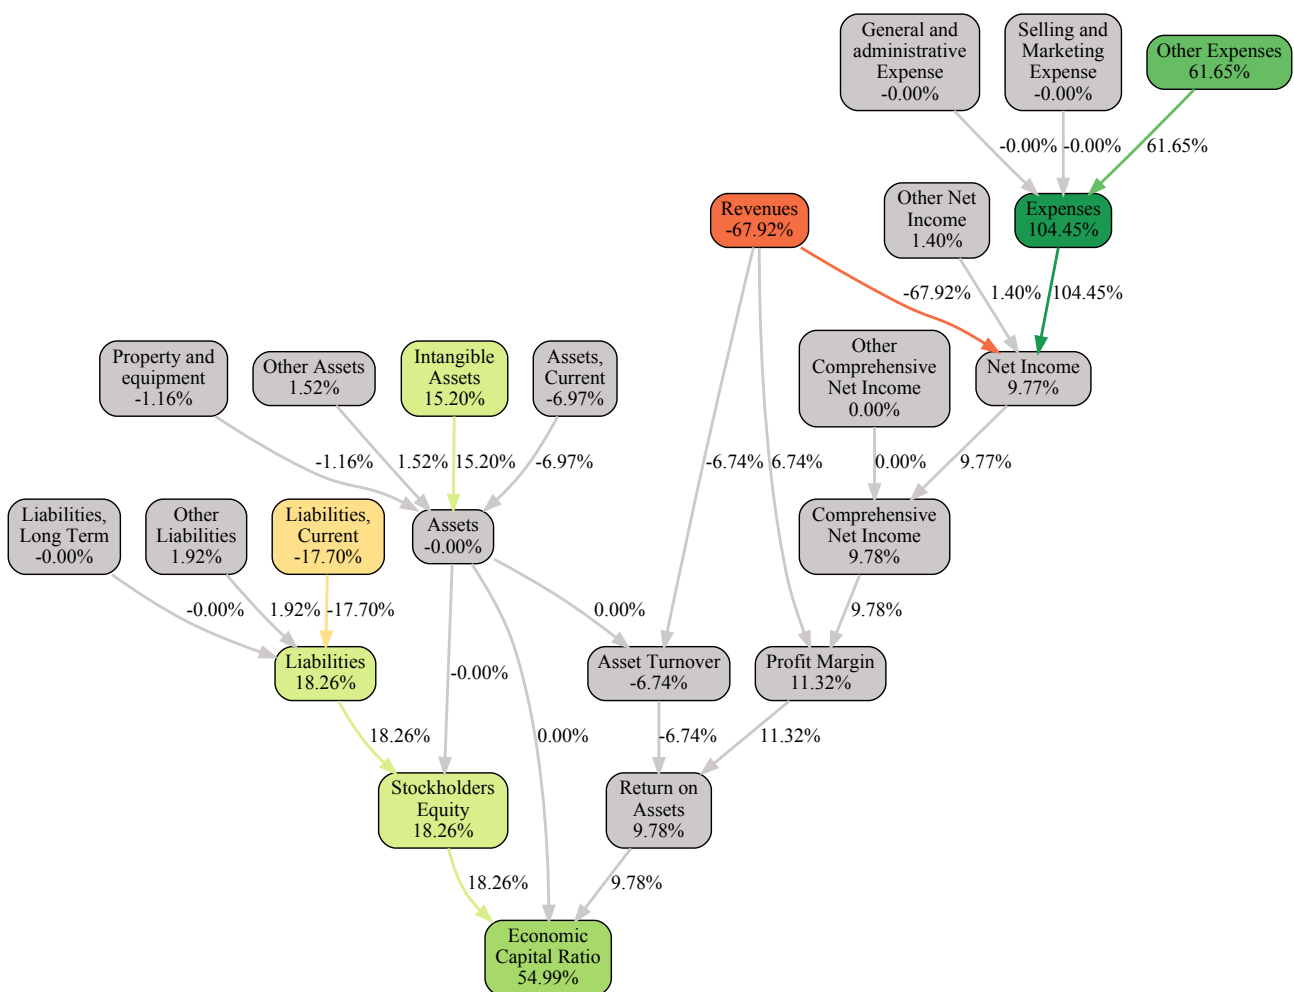 General and
administrative
Expense
-0.00%
Selling and
Marketing
Expense
-0.00%
Other Expenses
61.65%
-0.00%
-0.00%
61.65%
Revenues
-67.92%
Other Net
Income
1.40%
Expenses
104.45%
-67.92%
1.40%
104.45%
Property and
equipment
-1.16%
Other Assets
1.52%
Intangible
Assets
15.20%
Assets,
Current
-6.97%
Other
Comprehensive
Net Income
0.00%
Net Income
9.77%
-1.16%
1.52%
15.20%
-6.97%
-6.74%
6.74%
0.00%
9.77%
Liabilities,
Long Term
-0.00%
Other
Liabilities
1.92%
Liabilities,
Current
-17.70%
Assets
-0.00%
Comprehensive
Net Income
9.78%
-0.00%
1.92%
-17.70%
0.00%
9.78%
Liabilities
18.26%
-0.00%
Asset Turnover
-6.74%
Profit Margin
11.32%
18.26%
0.00%
-6.74%
11.32%
Stockholders
Equity
18.26%
Return on
Assets
9.78%
18.26%
9.78%
Economic
Capital Ratio
54.99%